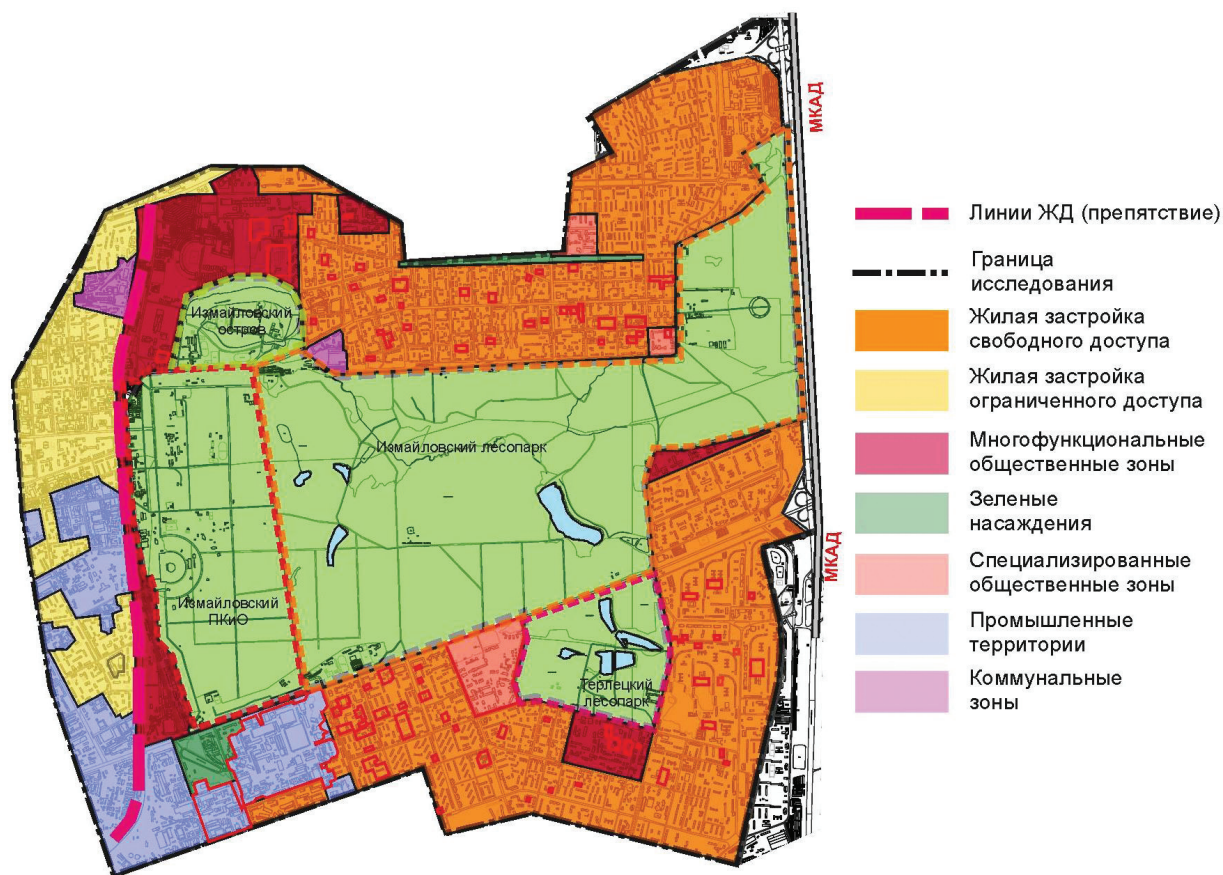 МКАД
Измайловский
остров
Измайловский лесопарк
МКАД
Измайловский
ПКиО
Терлецкий
лесопарк
Линии ЖД (препятствие)
Граница
исследования
Жилая застройка
свободного доступа
Жилая застройка
ограниченного доступа
Многофункциональные
общественные зоны
Зеленые
насаждения
Специализированные
общественные зоны
Промышленные
территории
Коммунальные
зоны